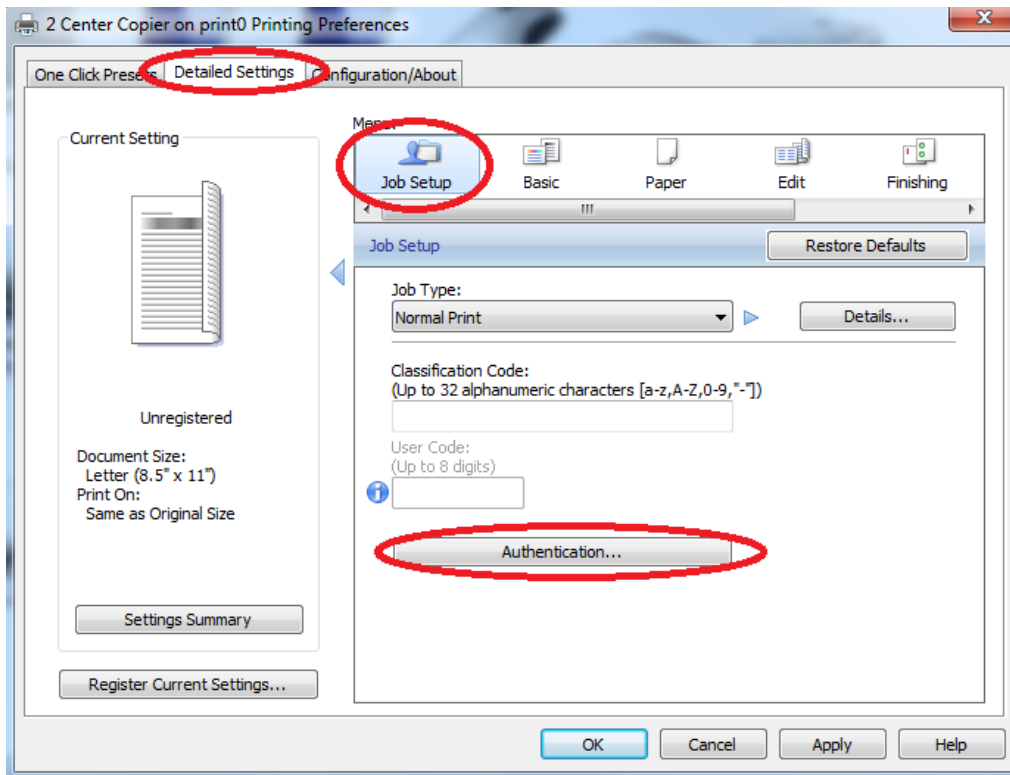 2 Center Copier on print0 Printing Preferences
One Click Presets
Detailed Settings
Configuration/About
Current Setting
Unregistered
Document Size:
Letter (8.5" x 11")
Print On:
Same as Original Size
Settings Summary
Register Current Settings...
Menu:
Job Setup
Basic
Paper
Edit
Finishing
Job Setup
Restore Defaults
Job Type:
Normal Print
Details...
Classification Code:
(Up to 32 alphanumeric characters [a-z,A-Z,0-9,"-"])
User Code:
(Up to 8 digits)
Authentication...
OK
Cancel
Apply
Help